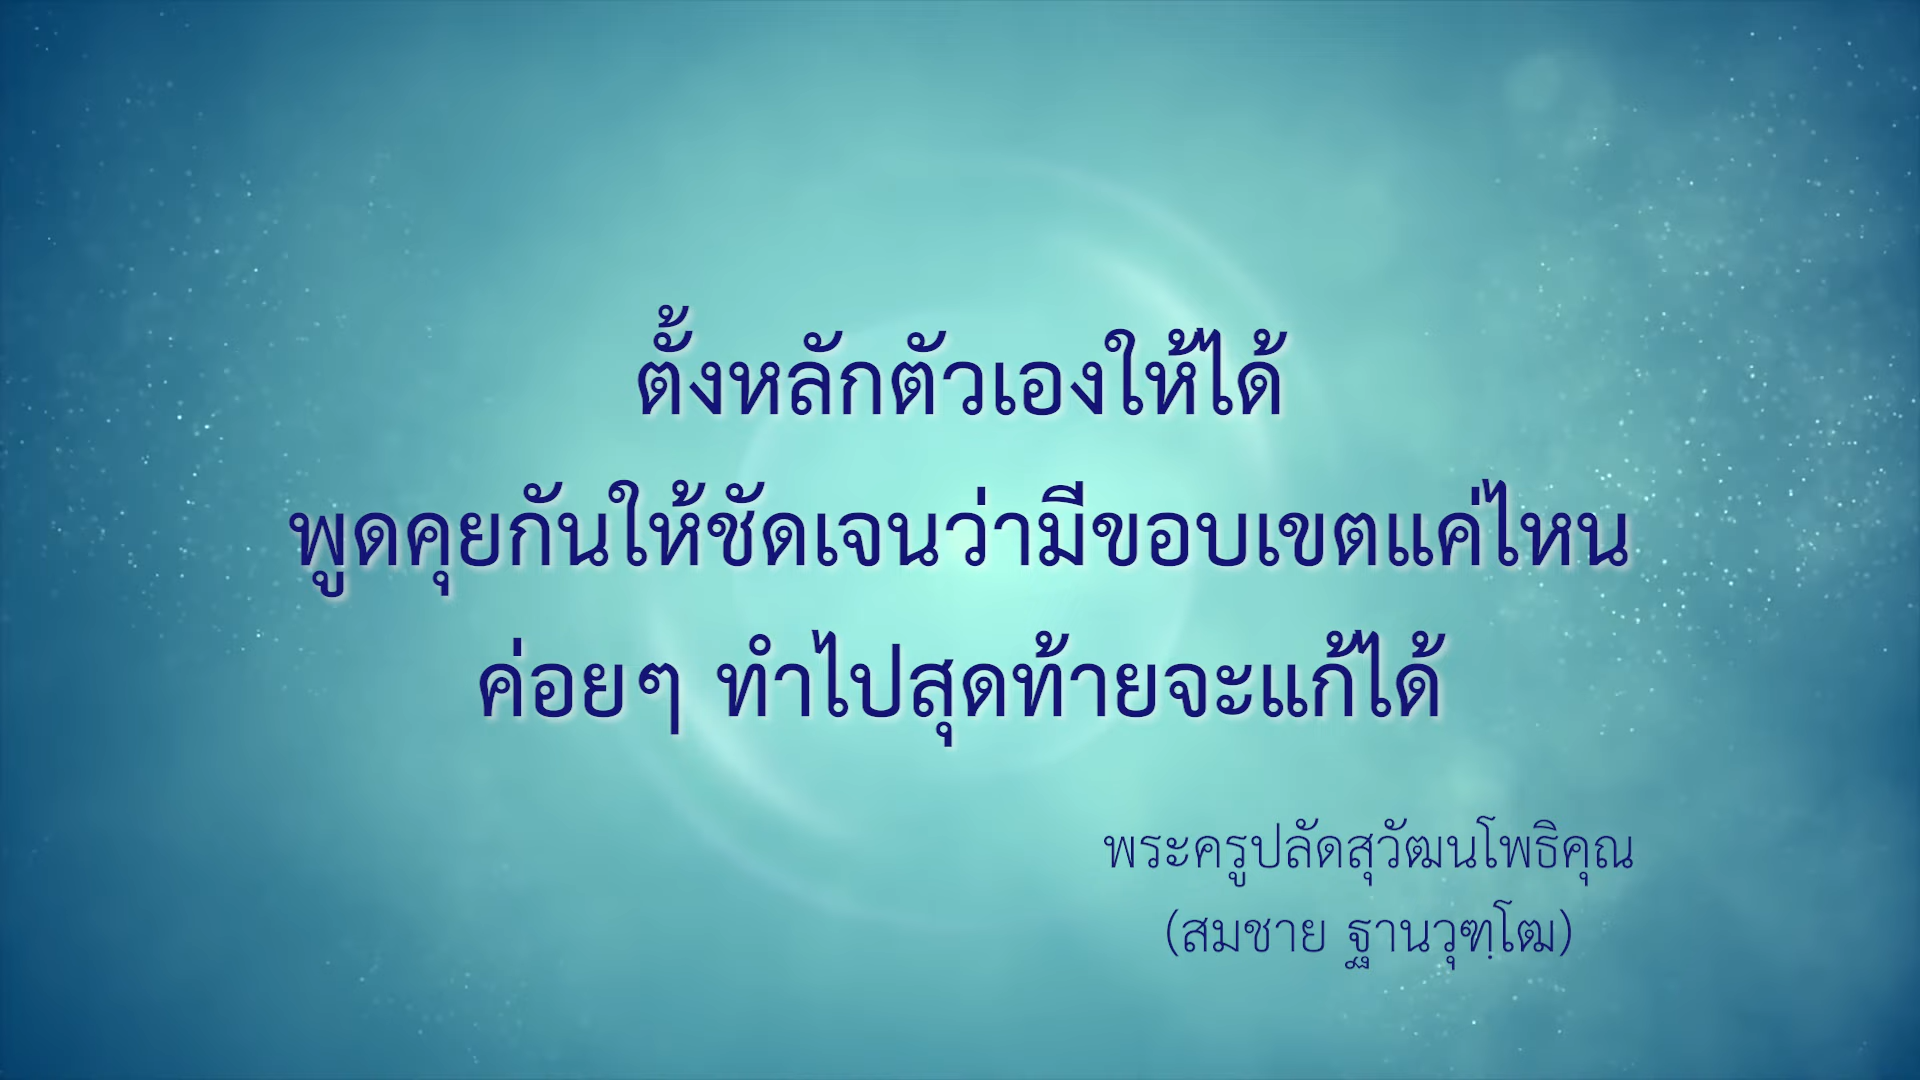 ตั้งหลักตัวเองให้ได้
พูดคุยกันให้ชัดเจนว่ามีขอบเขตแค่ไหน
ค่อยๆ ทำไปสุดท้ายจะแก้ได้
พระครูปลัดสุวัฒนโพธิคุณ
(สมชาย ฐานวุฑฺโฒ)